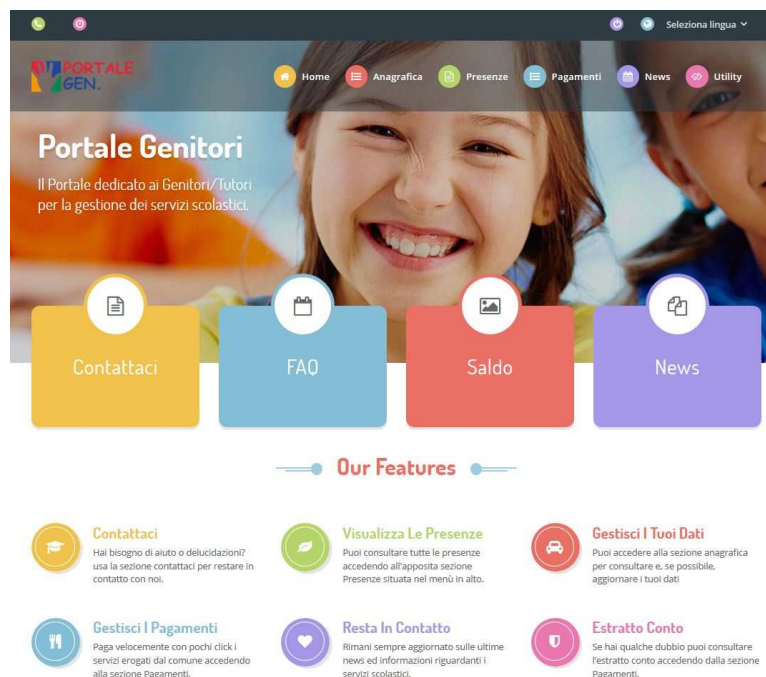 Seleziona lingua
PORTALE
GEN.
Home
Anagrafica
Presenze
Pagamenti
News
Utility
Portale Genitori
Il Portale dedicato ai Genitori/Tutori
per la gestione dei servizi scolastici.
Contattaci
FAQ
Saldo
News
Our Features
Contattaci
Hai bisogno di aiuto o delucidazioni?
usa la sezione contattaci per restare in
contatto con noi.
Visualizza Le Presenze
Puoi consultare tutte le presenze
accedendo all'apposita sezione
Presenze situata nel menù in alto.
Gestisci I Tuoi Dati
Puoi accedere alla sezione anagrafica
per consultare e, se possibile,
aggiornare i tuoi dati
Gestisci I Pagamenti
Paga velocemente con pochi click i
servizi erogati dal comune accedendo
alla sezione Pagamenti.
Resta In Contatto
Rimani sempre aggiornato sulle ultime
news ed informazioni riguardanti i
servizi scolastici.
Estratto Conto
Se hai qualche dubbio puoi consultare
l'estratto conto accedendo dalla sezione
Pagamenti.